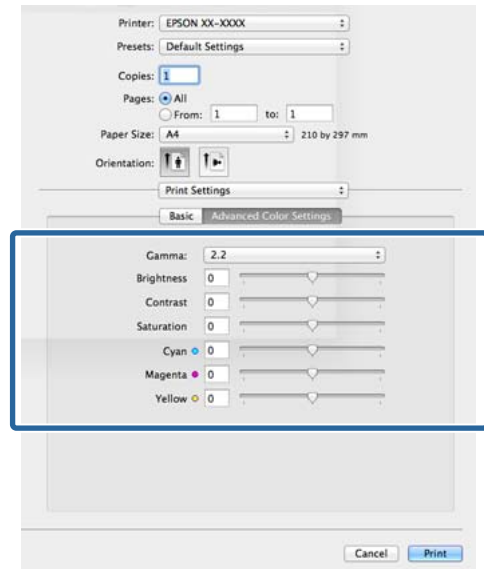 Printer: EPSON XX-XXXX
Presets: Default Settings
Copies: 1
Pages: All
From: 1 to: 1
Paper Size: A4 210 by 297 mm
Orientation:
Print Settings
Basic Advanced Color Settings
Gamma: 2.2
Brightness 0
Contrast 0
Saturation 0
Cyan 0
Magenta 0
Yellow 0
Cancel Print